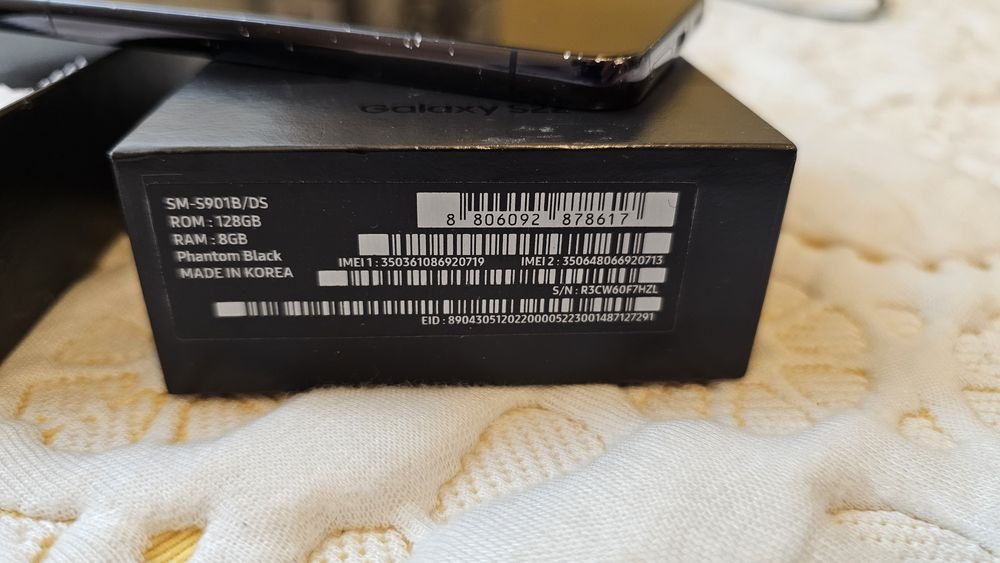 Galaxy S22
SM-S901B/DS
ROM : 128GB
RAM : 8GB
Phantom Black
MADE IN KOREA
8 806092 878617
IMEI 1 : 350361086920719 IMEI 2 : 350648066920713
S/N : R3CW60F7HZL
EID : 89043051202200005223001487127291